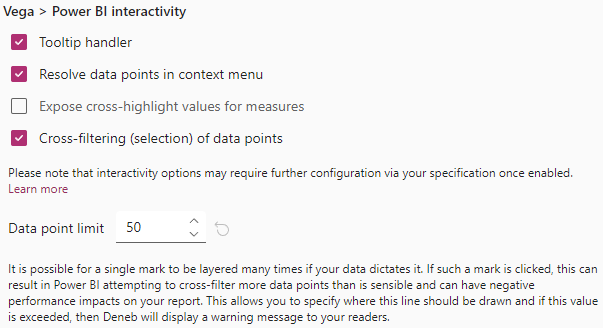 Vega > Power BI interactivity
Tooltip handler
Resolve data points in context menu
Expose cross-highlight values for measures
Cross-filtering (selection) of data points
Please note that interactivity options may require further configuration via your specification once enabled.
Learn more
Data point limit 50
It is possible for a single mark to be layered many times if your data dictates it. If such a mark is clicked, this can
result in Power BI attempting to cross-filter more data points than is sensible and can have negative
performance impacts on your report. This allows you to specify where this line should be drawn and if this value
is exceeded, then Deneb will display a warning message to your readers.